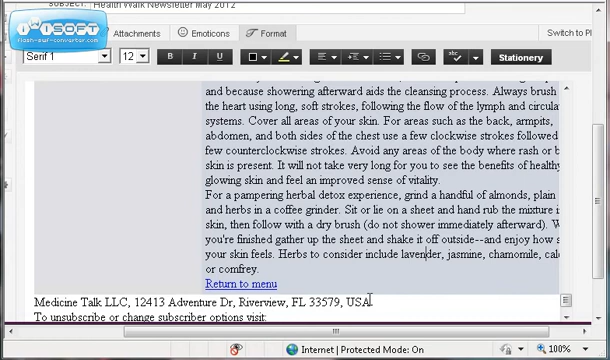 SUBJECT: Health Walk Newsletter May 2012
iWiSOFT
flash-swf-converter.com
Attachments Emoticons Format Switch to Pl
Serif 1 12 B I U Stationery
and because showering afterward aids the cleansing process. Always brush
the heart using long, soft strokes, following the flow of the lymph and circula
systems. Cover all areas of your skin. For areas such as the back, armpits,
abdomen, and both sides of the chest use a few clockwise strokes followed
few counterclockwise strokes. Avoid any areas of the body where rash or b
skin is present. It will not take very long for you to see the benefits of healthy
glowing skin and feel an improved sense of vitality.
For a pampering herbal detox experience, grind a handful of almonds, plain
and herbs in a coffee grinder. Sit or lie on a sheet and hand rub the mixture i
skin, then follow with a dry brush (do not shower immediately afterward). W
you're finished gather up the sheet and shake it off outside--and enjoy how s
your skin feels. Herbs to consider include lavender, jasmine, chamomile, cal
or comfrey.
Return to menu
Medicine Talk LLC, 12413 Adventure Dr, Riverview, FL 33579, USA
To unsubscribe or change subscriber options visit:
Internet | Protected Mode: On 100%